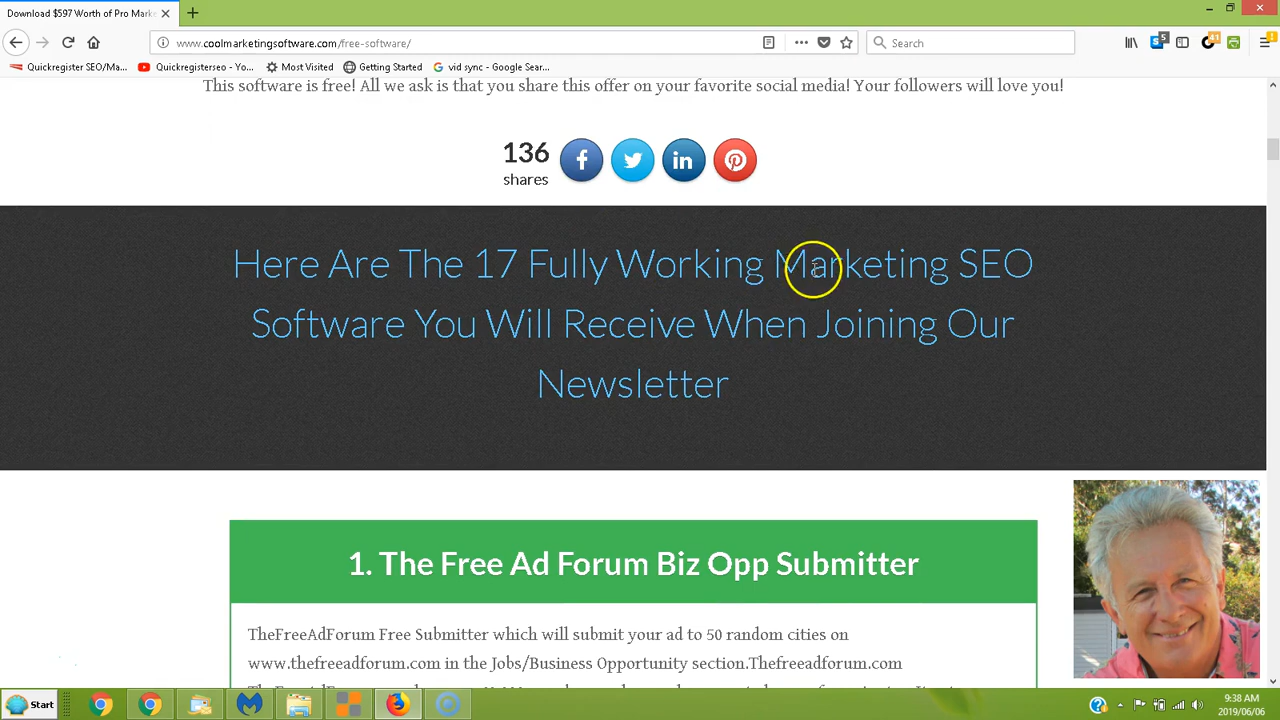 Download $597 Worth of Pro Marke
www.coolmarketingsoftware.com/free-software/
Search
5
41
1
Quickregister SEO/Ma...
Quickregisterseo - Yo...
Most Visited
Getting Started
vid sync - Google Sear...
This software is free! All we ask is that you share this offer on your favorite social media! Your followers will love you!
136
shares
Here Are The 17 Fully Working Marketing SEO
Software You Will Receive When Joining Our
Newsletter
1. The Free Ad Forum Biz Opp Submitter
TheFreeAdForum Free Submitter which will submit your ad to 50 random cities on
www.thefreeadforum.com in the Jobs/Business Opportunity section.Thefreeadforum.com
Start
9:38 AM
2019/06/06